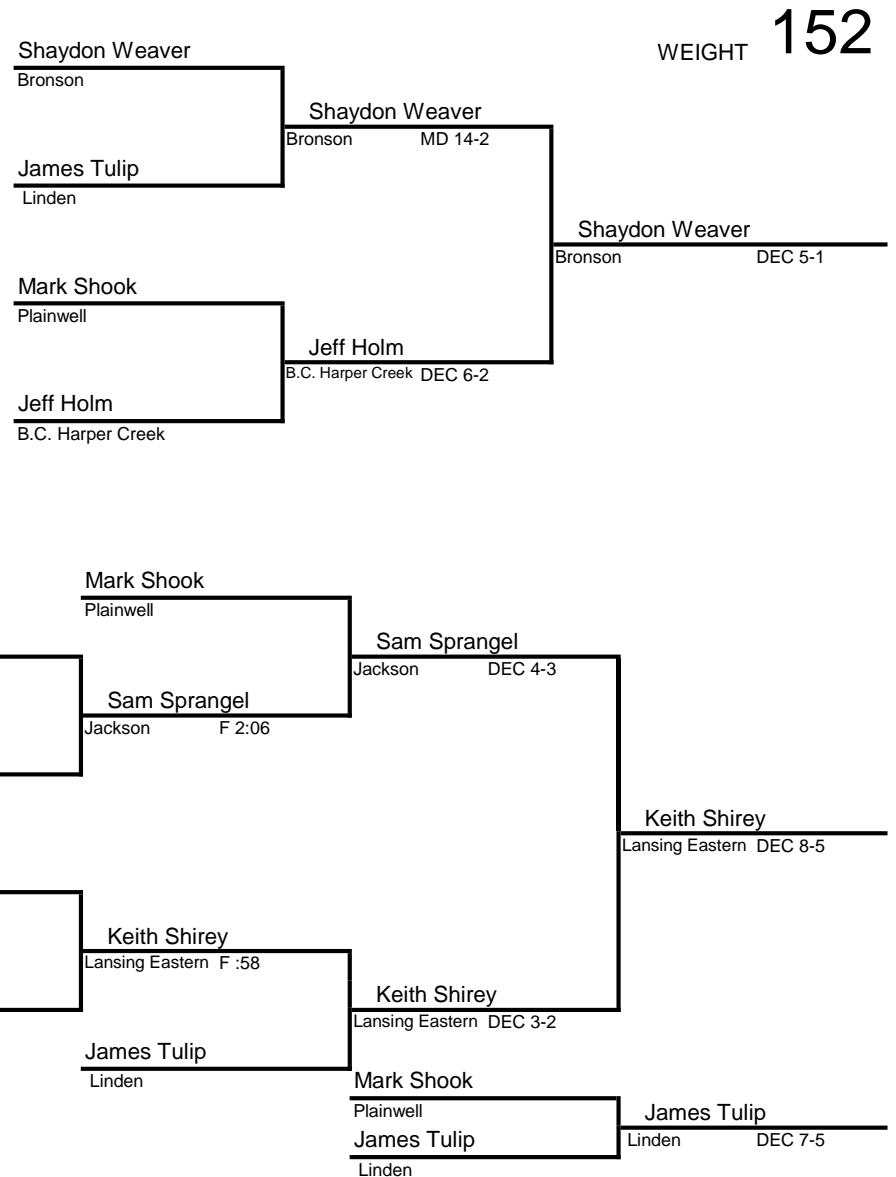 WEIGHT 152
Shaydon Weaver
Bronson
Shaydon Weaver
Bronson MD 14-2
James Tulip
Linden
Shaydon Weaver
Bronson DEC 5-1
Mark Shook
Plainwell
Jeff Holm
B.C. Harper Creek DEC 6-2
Jeff Holm
B.C. Harper Creek
Mark Shook
Plainwell
Sam Sprangel
Jackson DEC 4-3
Sam Sprangel
Jackson F 2:06
Keith Shirey
Lansing Eastern DEC 8-5
Keith Shirey
Lansing Eastern F :58
Keith Shirey
Lansing Eastern DEC 3-2
James Tulip
Linden
Mark Shook
Plainwell
James Tulip
Linden DEC 7-5
James Tulip
Linden